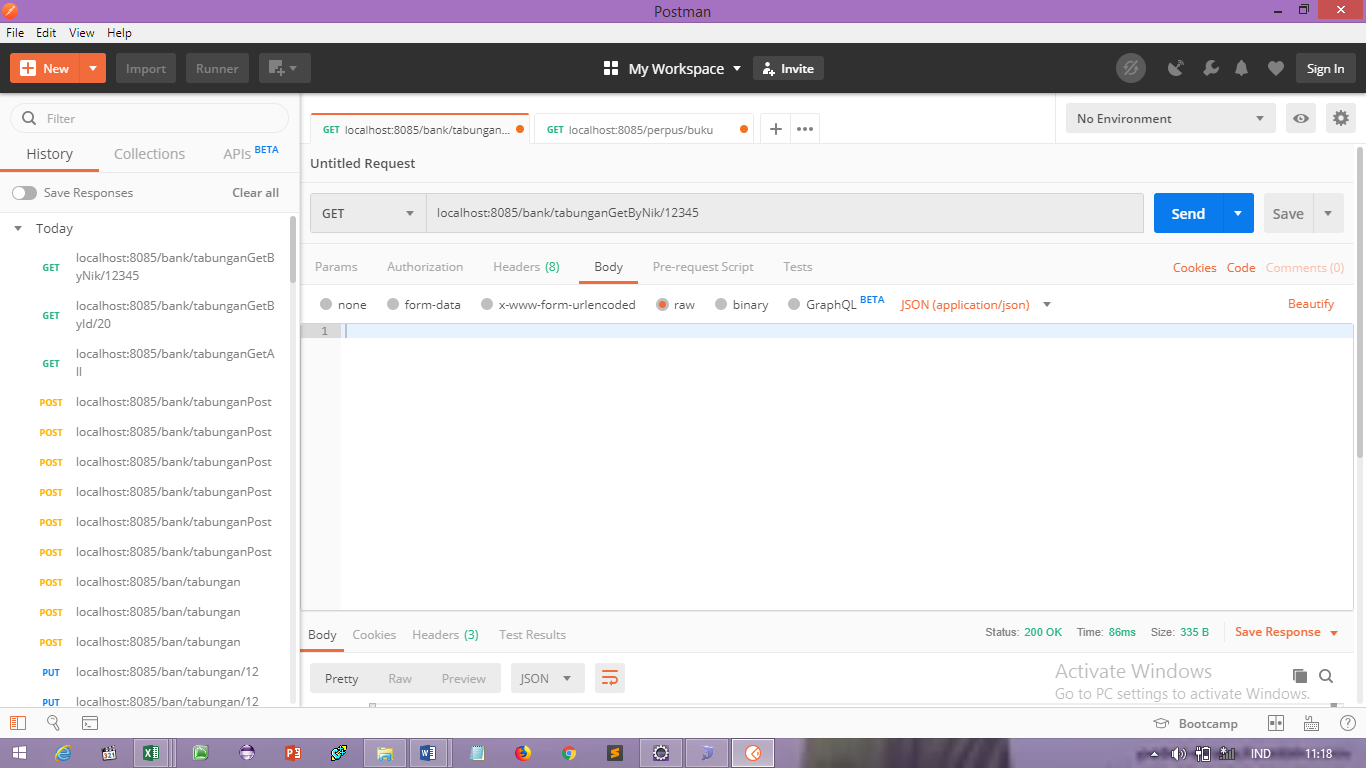 Postman
File Edit View Help
New Import Runner My Workspace Invite Sign In
Filter
History Collections APIs BETA
Save Responses Clear all
Today
GET localhost:8085/bank/tabunganGetB
yNik/12345
GET localhost:8085/bank/tabunganGetB
yId/20
GET localhost:8085/bank/tabunganGetA
ll
POST localhost:8085/bank/tabunganPost
POST localhost:8085/bank/tabunganPost
POST localhost:8085/bank/tabunganPost
POST localhost:8085/bank/tabunganPost
POST localhost:8085/bank/tabunganPost
POST localhost:8085/bank/tabunganPost
POST localhost:8085/ban/tabungan
POST localhost:8085/ban/tabungan
POST localhost:8085/ban/tabungan
PUT localhost:8085/ban/tabungan/12
PUT localhost:8085/ban/tabungan/12
GET localhost:8085/bank/tabungan...
GET localhost:8085/perpus/buku
No Environment
Untitled Request
GET localhost:8085/bank/tabunganGetByNik/12345 Send Save
Params Authorization Headers (8) Body Pre-request Script Tests Cookies Code Comments (0)
none form-data x-www-form-urlencoded raw binary GraphQL BETA JSON (application/json) Beautify
1
Body Cookies Headers (3) Test Results Status: 200 OK Time: 86ms Size: 335 B Save Response
Pretty Raw Preview JSON
Activate Windows
Go to PC settings to activate Windows.
Bootcamp
IND 11:18